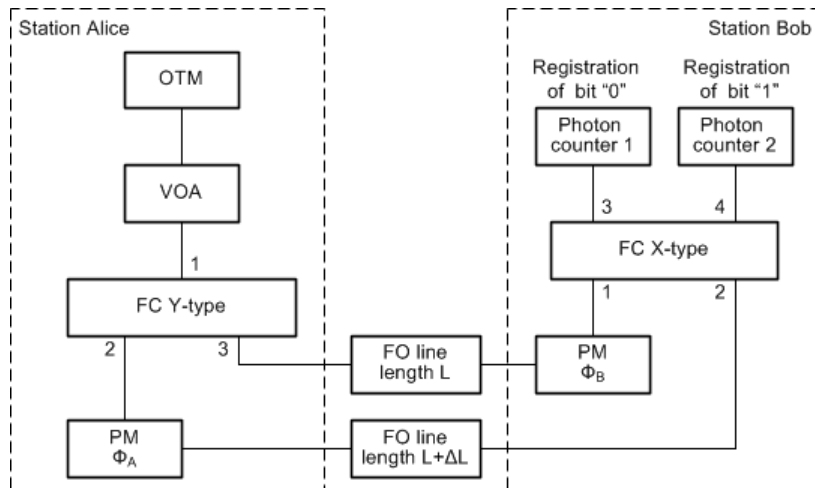 Station Alice
Station Bob
OTM
Registration
of bit “0”
Registration
of bit “1”
Photon
counter 1
Photon
counter 2
VOA
3
4
1
FC X-type
FC Y-type
1
2
2
3
FO line
length L
PM
Φ_B
PM
Φ_A
FO line
length L+ΔL